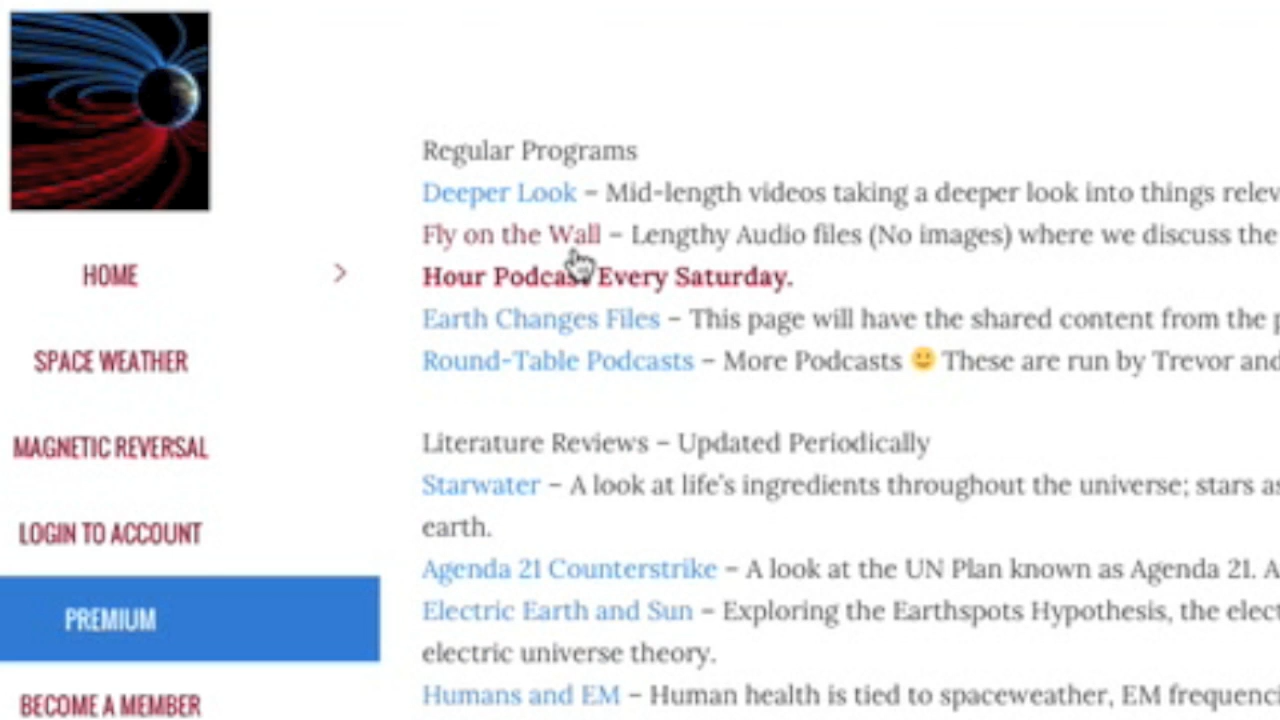 HOME
SPACE WEATHER
MAGNETIC REVERSAL
LOGIN TO ACCOUNT
PREMIUM
BECOME A MEMBER
Regular Programs
Deeper Look – Mid-length videos taking a deeper look into things
Fly on the Wall – Lengthy Audio files (No images) where we discuss the
Hour Podcast Every Saturday.
Earth Changes Files – This page will have the shared content from the
Round-Table Podcasts – More Podcasts 🙂 These are run by Trevor and
Literature Reviews – Updated Periodically
Starwater – A look at life's ingredients throughout the universe; stars
earth.
Agenda 21 Counterstrike – A look at the UN Plan known as Agenda 21.
Electric Earth and Sun – Exploring the Earthspots Hypothesis, the
electric universe theory.
Humans and EM – Human health is tied to spaceweather, EM